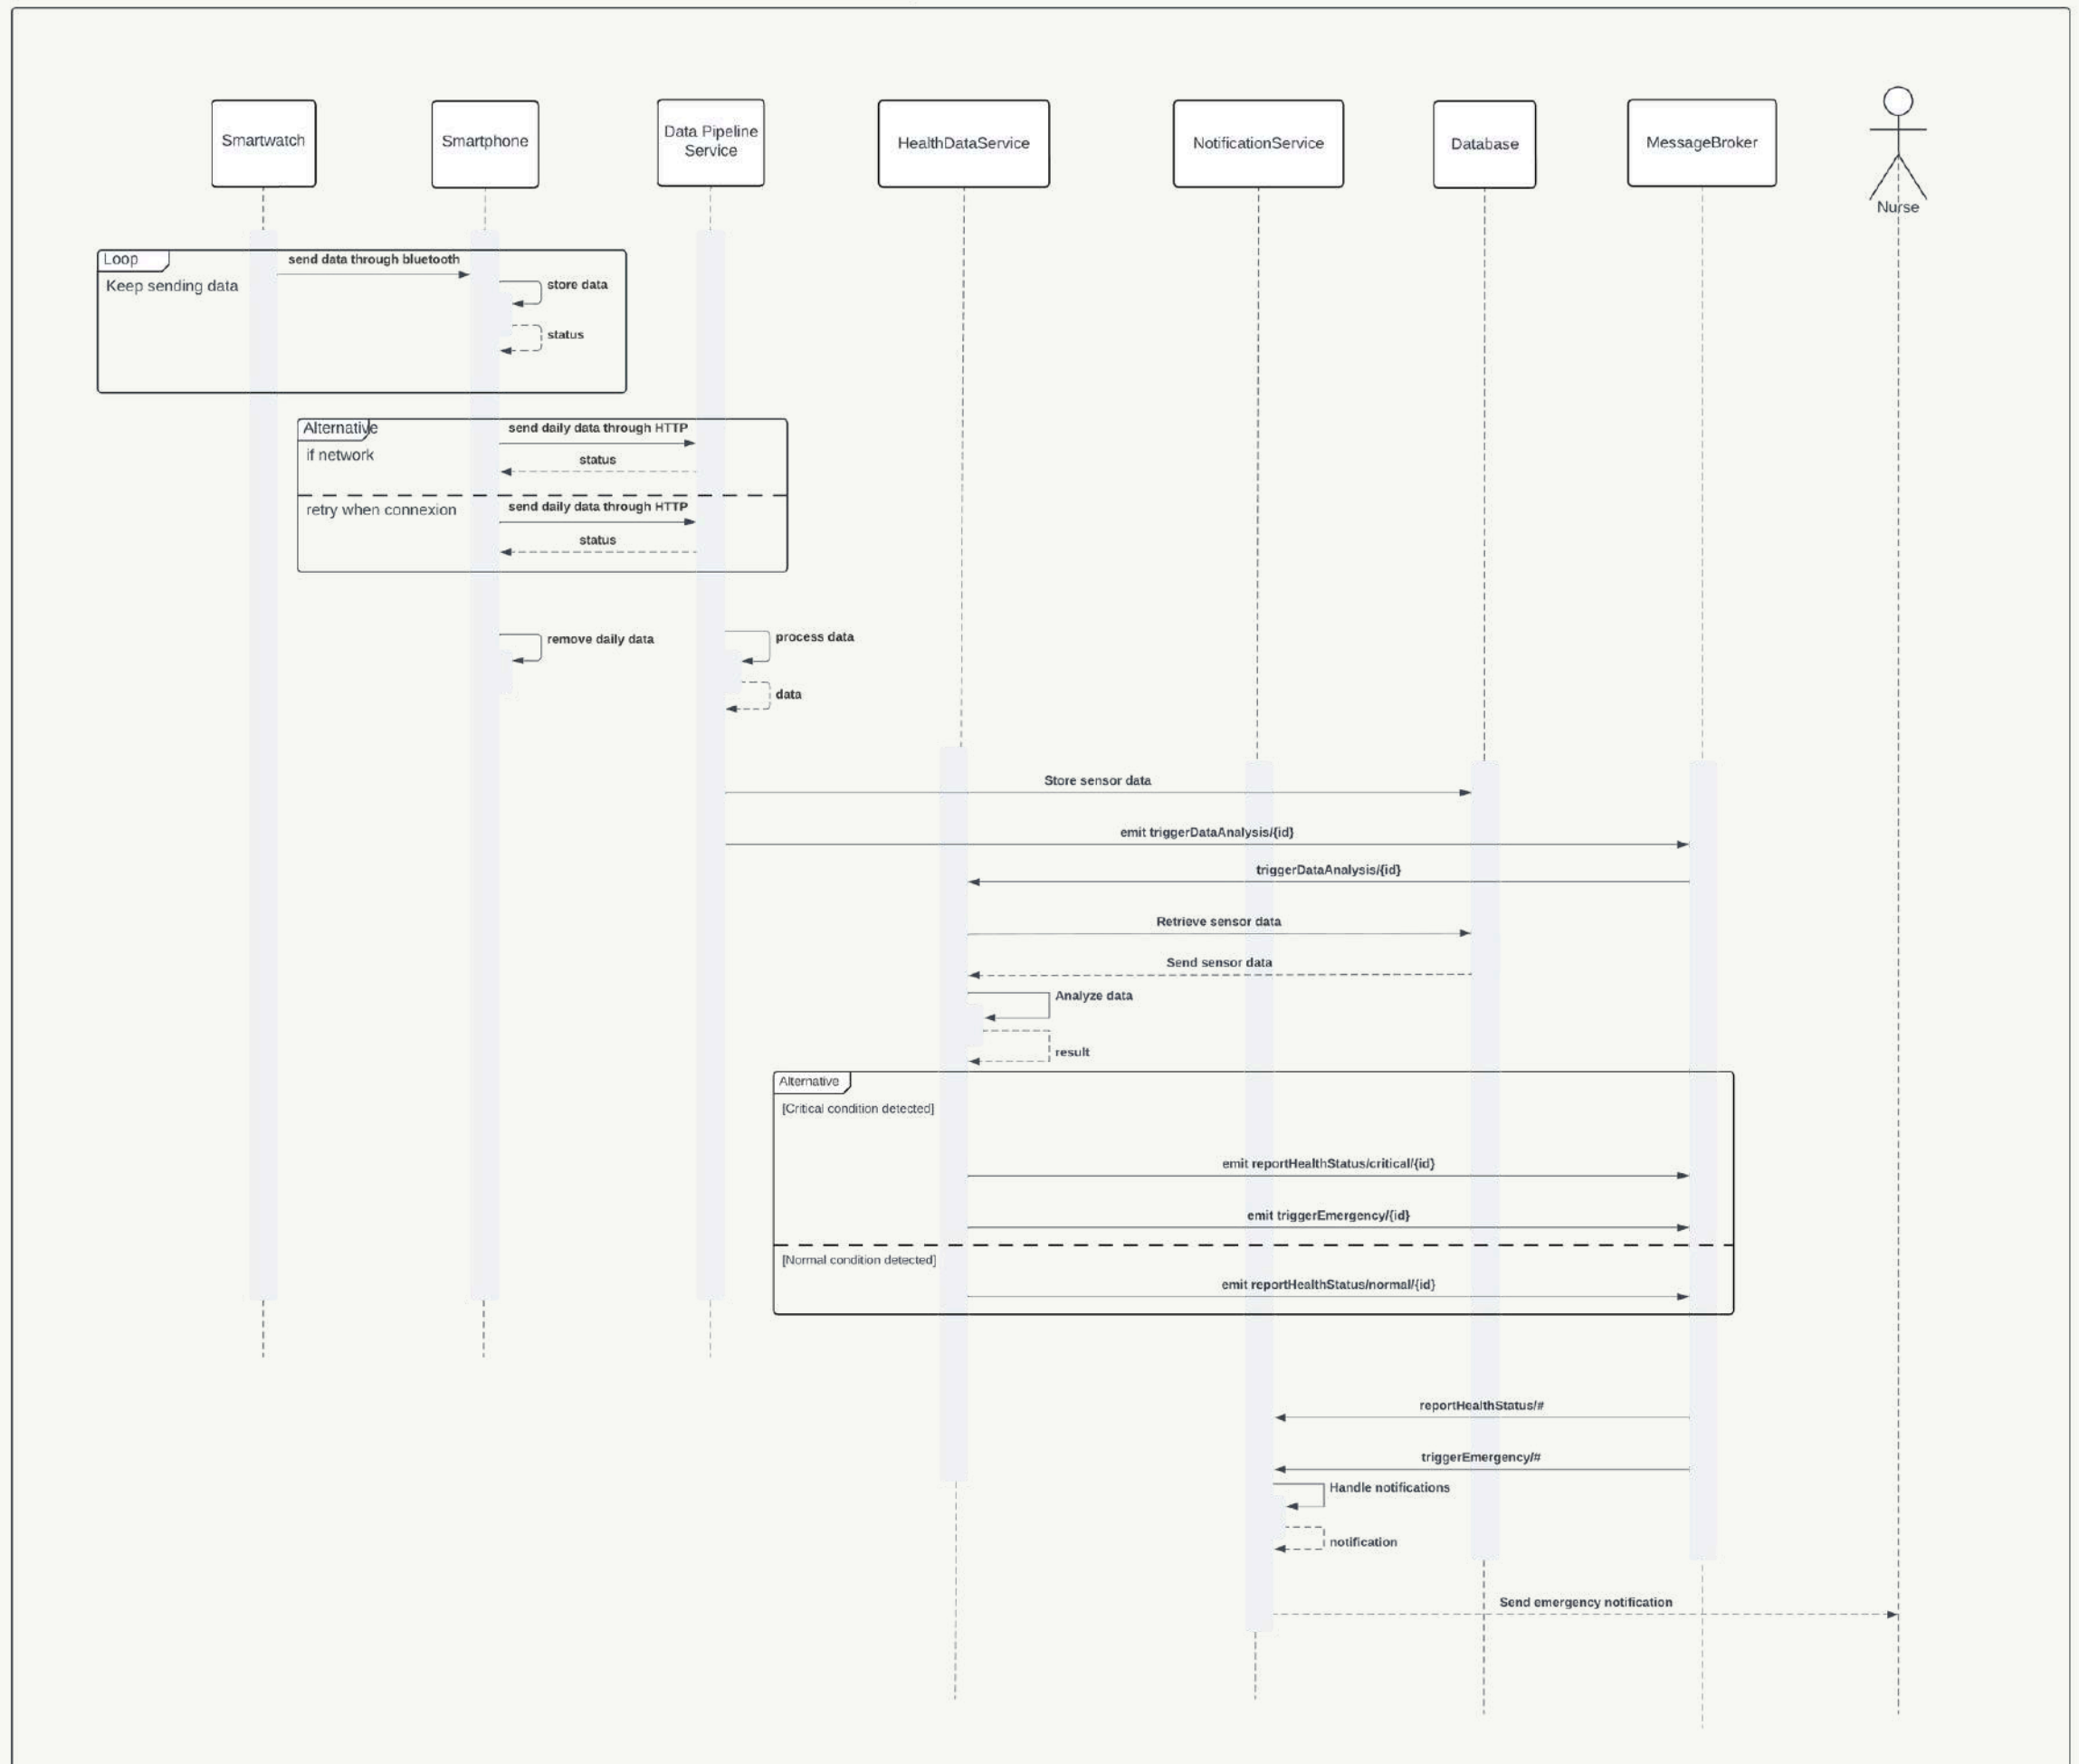 Smartwatch
Smartphone
Data Pipeline
Service
HealthDataService
NotificationService
Database
MessageBroker
Nurse
Loop
Keep sending data
send data through bluetooth
store data
status
Alternative
if network
send daily data through HTTP
status
retry when connexion
send daily data through HTTP
status
remove daily data
process data
data
Store sensor data
emit triggerDataAnalysis/{id}
triggerDataAnalysis/{id}
Retrieve sensor data
Send sensor data
Analyze data
result
Alternative
[Critical condition detected]
emit reportHealthStatus/critical/{id}
emit triggerEmergency/{id}
[Normal condition detected]
emit reportHealthStatus/normal/{id}
reportHealthStatus/#
triggerEmergency/#
Handle notifications
notification
Send emergency notification